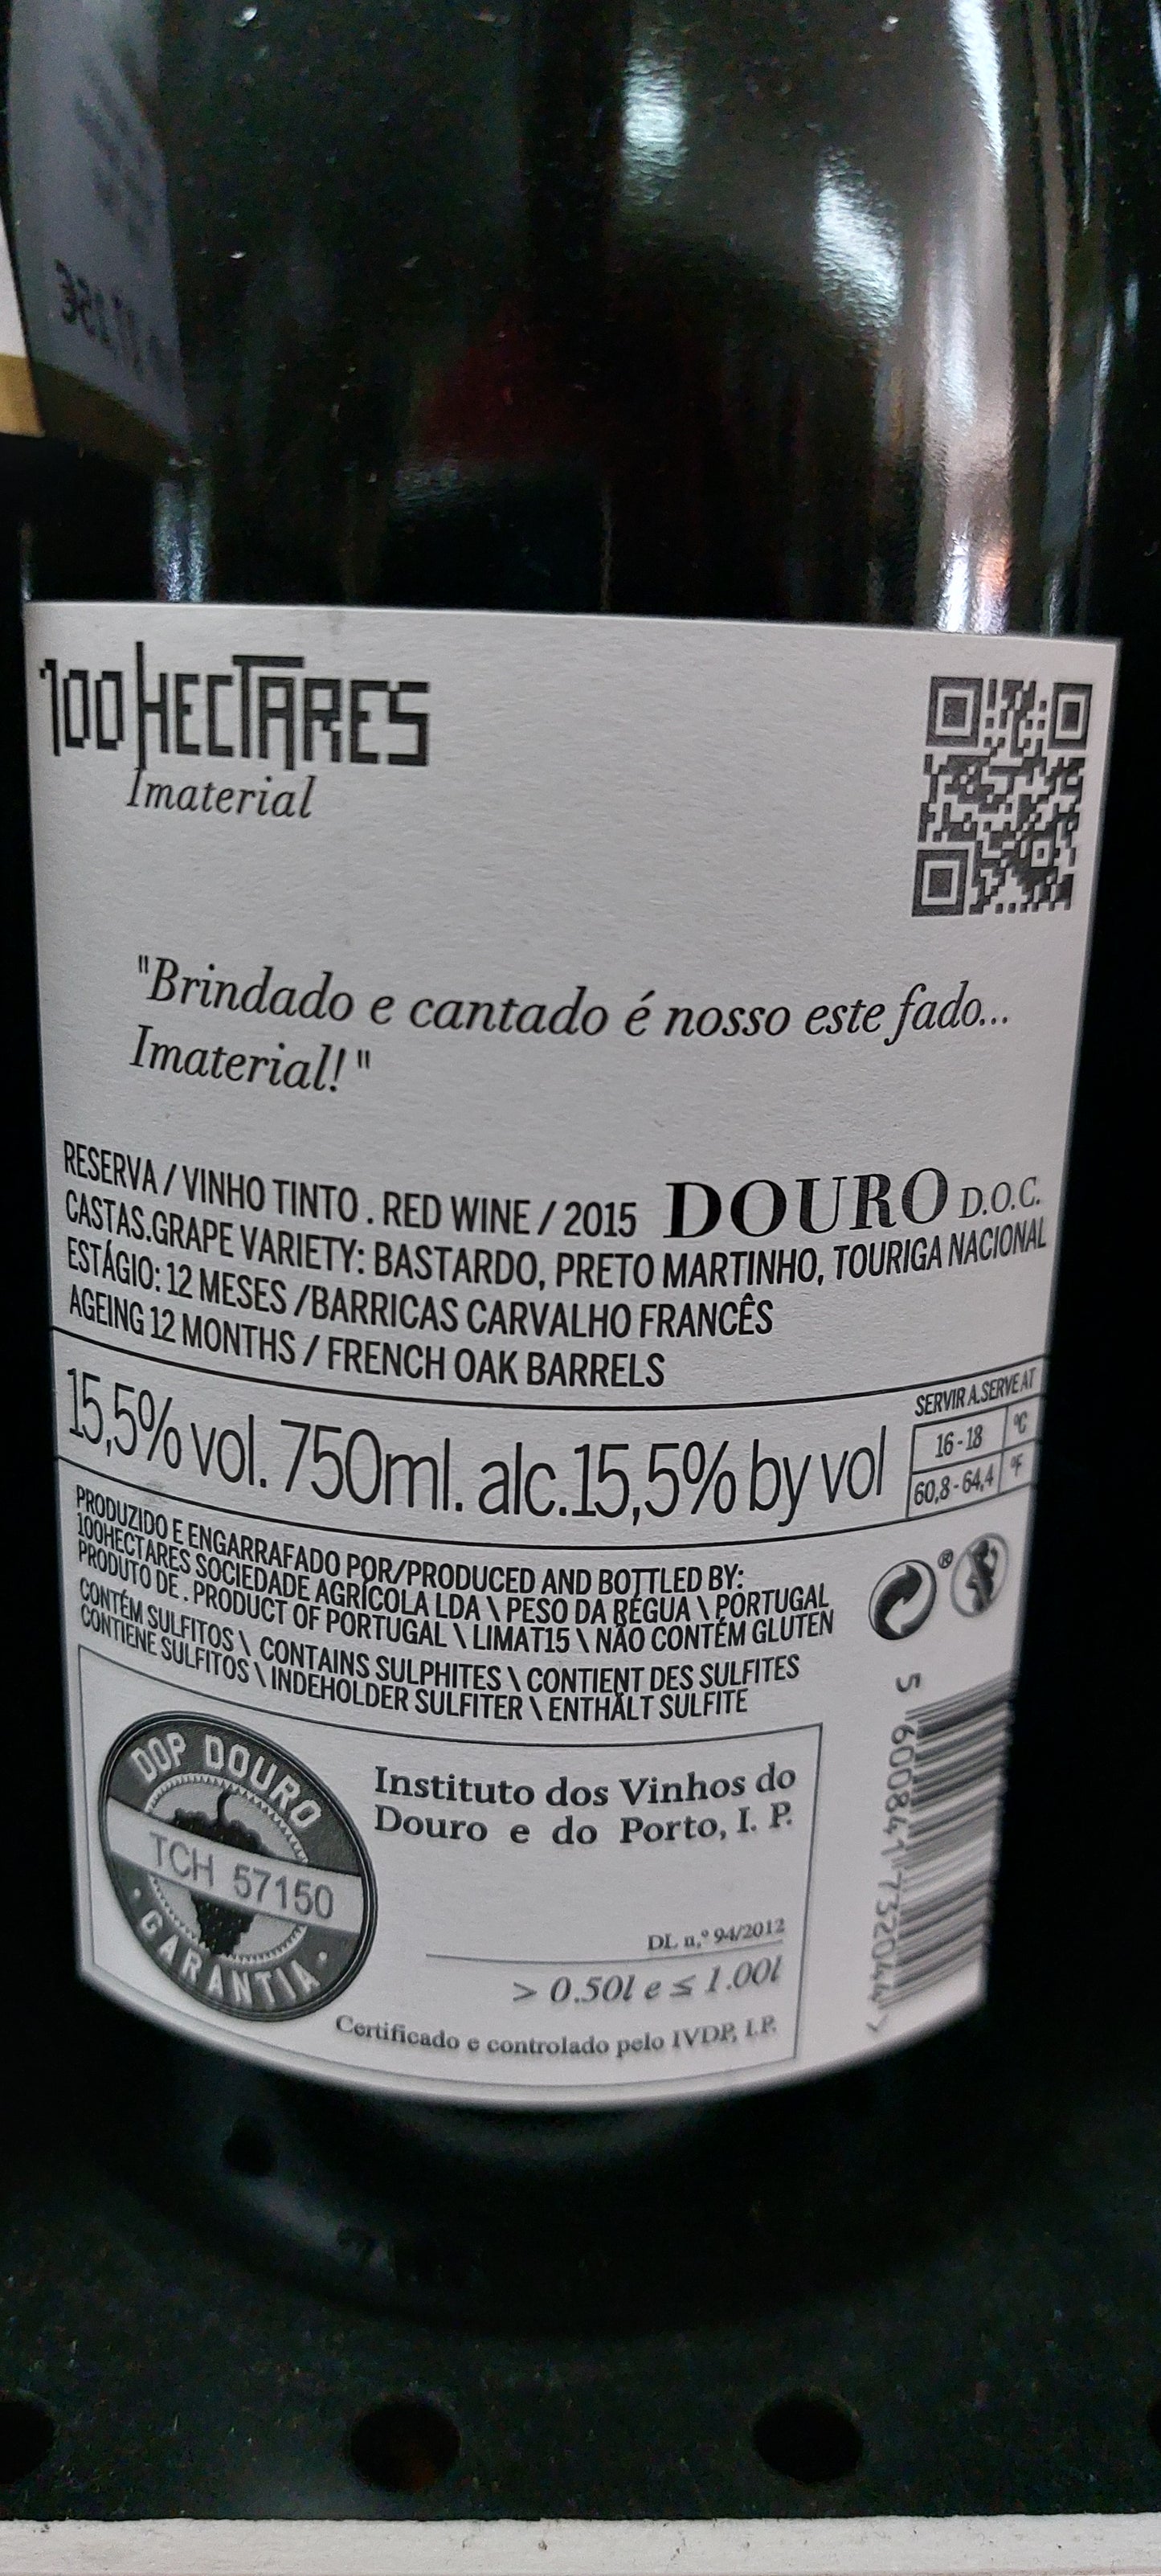 100HECTARES
Imaterial
"Brindado e cantado é nosso este fado...
Imaterial!"
RESERVA / VINHO TINTO . RED WINE / 2015 DOURO D.O.C.
CASTAS.GRAPE VARIETY: BASTARDO, PRETO MARTINHO, TOURIGA NACIONAL
ESTÁGIO: 12 MESES /BARRICAS CARVALHO FRANCÊS
AGEING 12 MONTHS / FRENCH OAK BARRELS
15,5% vol. 750ml. alc.15,5% by vol
SERVIR A.SERVE AT
16-18 °C
60,8-64,4 °F
PRODUZIDO E ENGARRAFADO POR/PRODUCED AND BOTTLED BY:
100HECTARES SOCIEDADE AGRÍCOLA LDA \ PESO DA RÉGUA \ PORTUGAL
PRODUTO DE . PRODUCT OF PORTUGAL \ LIMAT15 \ NÃO CONTÉM GLUTEN
CONTÉM SULFITOS \ CONTAINS SULPHITES \ CONTIENT DES SULFITES
CONTIENE SULFITOS \ INDEHOLDER SULFITER \ ENTHÄLT SULFITE
®
DOP DOURO
TCH 57150
GARANTIA
Instituto dos Vinhos do
Douro e do Porto, I. P.
DL n.º 94/2012
> 0.50l e ≤ 1.00l
Certificado e controlado pelo IVDP, I.P.
5 600841 732044 >